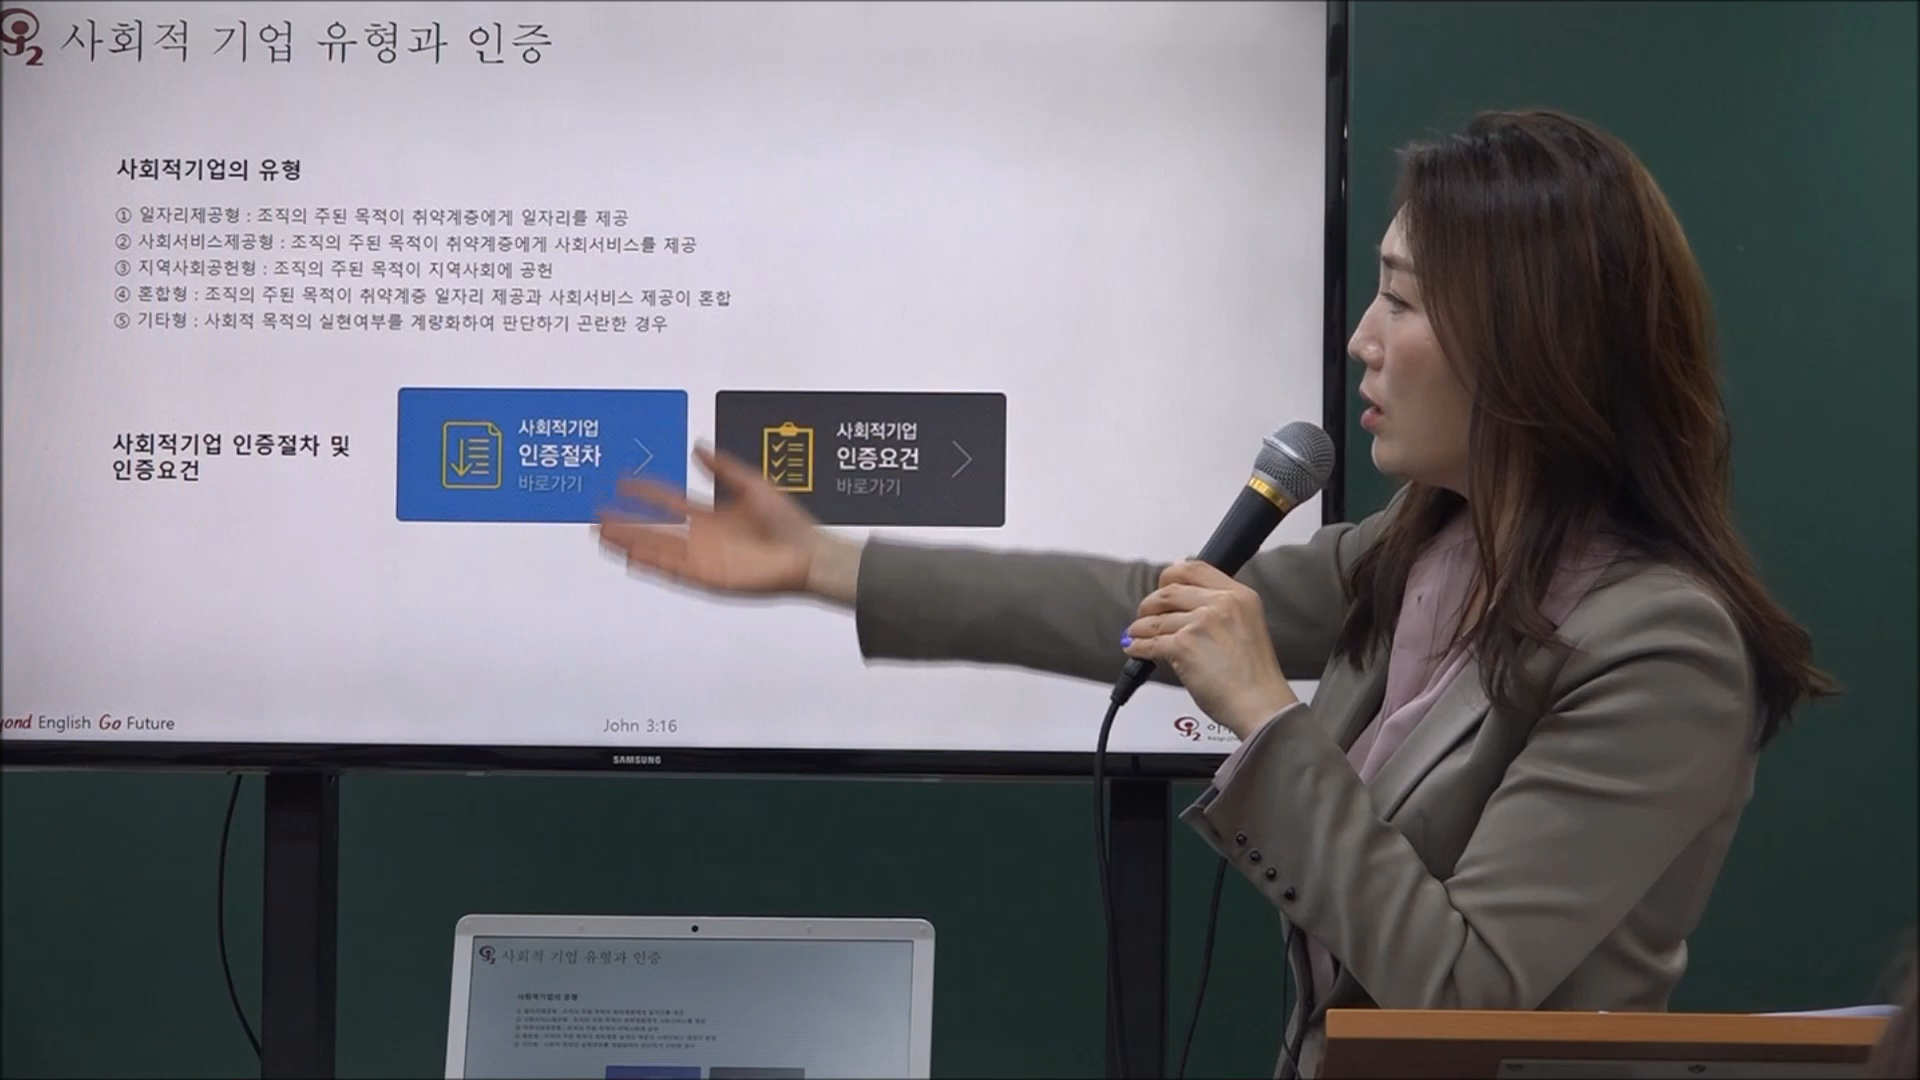 사회적 기업 유형과 인증
사회적기업의 유형
① 일자리제공형 : 조직의 주된 목적이 취약계층에게 일자리를 제공
② 사회서비스제공형 : 조직의 주된 목적이 취약계층에게 사회서비스를 제공
③ 지역사회공헌형 : 조직의 주된 목적이 지역사회에 공헌
④ 혼합형 : 조직의 주된 목적이 취약계층 일자리 제공과 사회서비스 제공이 혼합
⑤ 기타형 : 사회적 목적의 실현여부를 계량화하여 판단하기 곤란한 경우
사회적기업 인증절차 및
인증요건
사회적기업
인증절차
바로가기
사회적기업
인증요건
바로가기
English Go Future
John 3:16
SAMSUNG
사회적 기업 유형과 인증
사회적기업의 유형